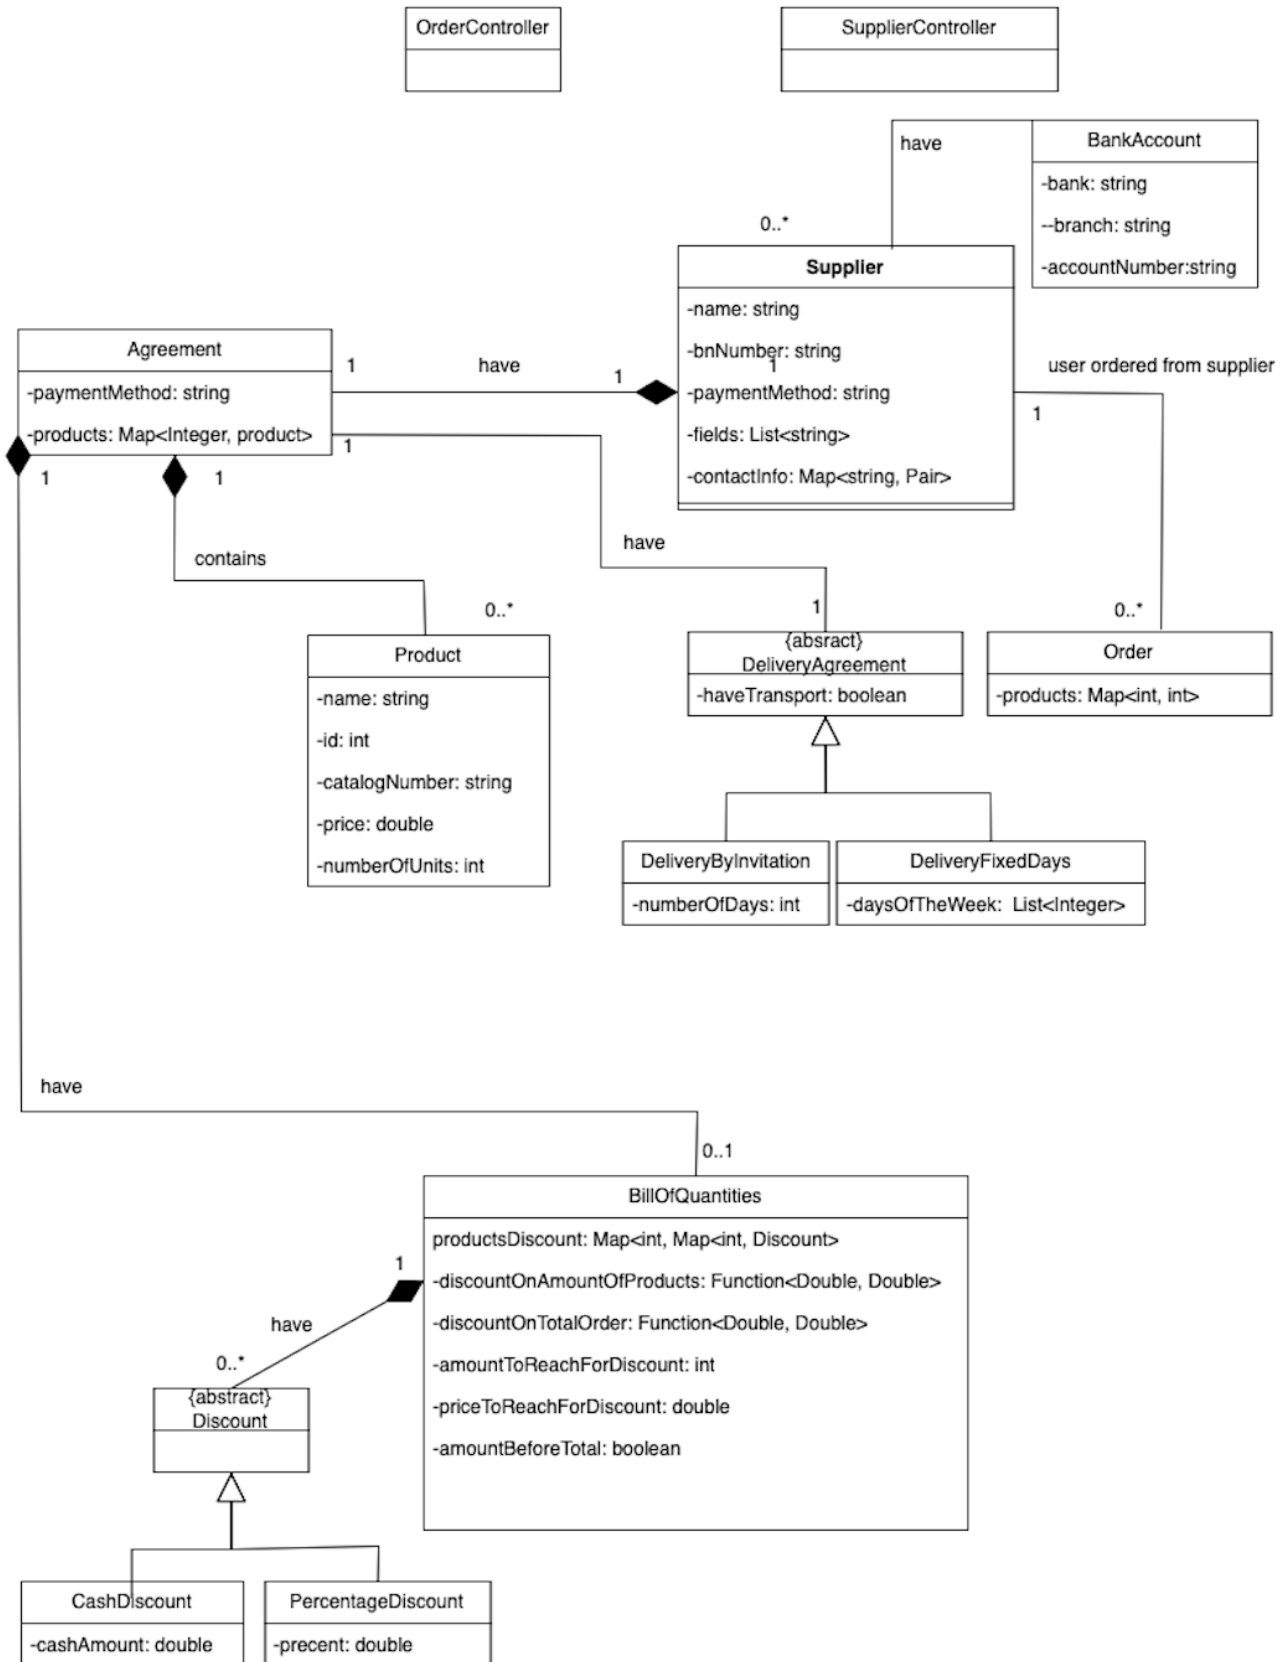 OrderController
SupplierController
have
BankAccount
-bank: string
--branch: string
-accountNumber:string
0..*
Supplier
-name: string
-bnNumber: string
1
-paymentMethod: string
-fields: List<string>
-contactInfo: Map<string, Pair>
Agreement
-paymentMethod: string
-products: Map<Integer, product>
1
have
1
user ordered from supplier
1
1
1
1
contains
have
0..*
1
0..*
Product
-name: string
-id: int
-catalogNumber: string
-price: double
-numberOfUnits: int
{absract}
DeliveryAgreement
-haveTransport: boolean
Order
-products: Map<int, int>
DeliveryByInvitation
-numberOfDays: int
DeliveryFixedDays
-daysOfTheWeek:  List<Integer>
have
0..1
BillOfQuantities
productsDiscount: Map<int, Map<int, Discount>
-discountOnAmountOfProducts: Function<Double, Double>
-discountOnTotalOrder: Function<Double, Double>
-amountToReachForDiscount: int
-priceToReachForDiscount: double
-amountBeforeTotal: boolean
1
have
0..*
{abstract}
Discount
CashDiscount
-cashAmount: double
PercentageDiscount
-precent: double